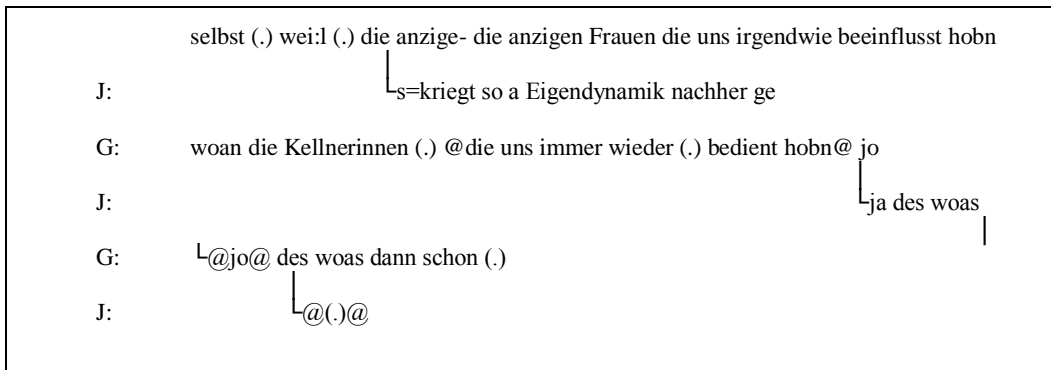 selbst (.) wei:l (.) die anzige- die anzigen Frauen die uns irgendwie beeinflusst hobn
J: └s=kriegt so a Eigendynamik nachher ge
G: woan die Kellnerinnen (.) @die uns immer wieder (.) bedient hobn@ jo
J: └ja des woas
G: └@jo@ des woas dann schon (.)
J: └@(.)@